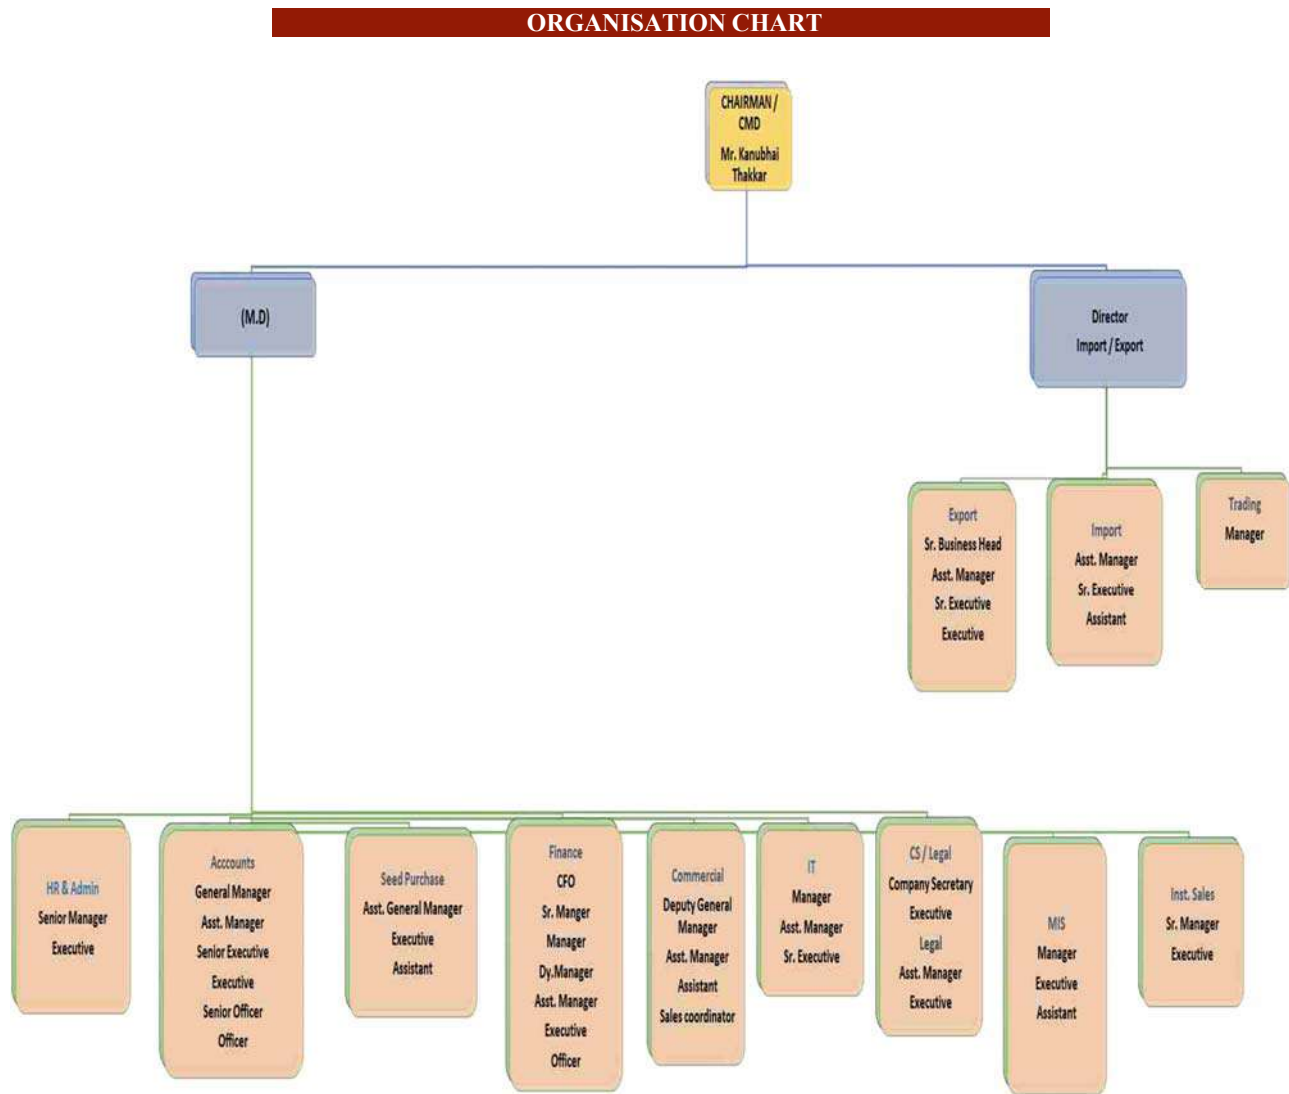 ORGANISATION CHART
CHAIRMAN /
CMD
Mr. Kanubhai
Thakkar
(M.D)
Director
Import / Export
Export
Sr. Business Head
Asst. Manager
Sr. Executive
Executive
Import
Asst. Manager
Sr. Executive
Assistant
Trading
Manager
HR & Admin
Senior Manager
Executive
Acccounts
General Manager
Asst. Manager
Senior Executive
Executive
Senior Officer
Officer
Seed Purchase
Asst. General Manager
Executive
Assistant
Finance
CFO
Sr. Manger
Manager
Dy.Manager
Asst. Manager
Executive
Officer
Commercial
Deputy General
Manager
Asst. Manager
Assistant
Sales coordinator
IT
Manager
Asst. Manager
Sr. Executive
CS / Legal
Company Secretary
Executive
Legal
Asst. Manager
Executive
MIS
Manager
Executive
Assistant
Inst. Sales
Sr. Manager
Executive